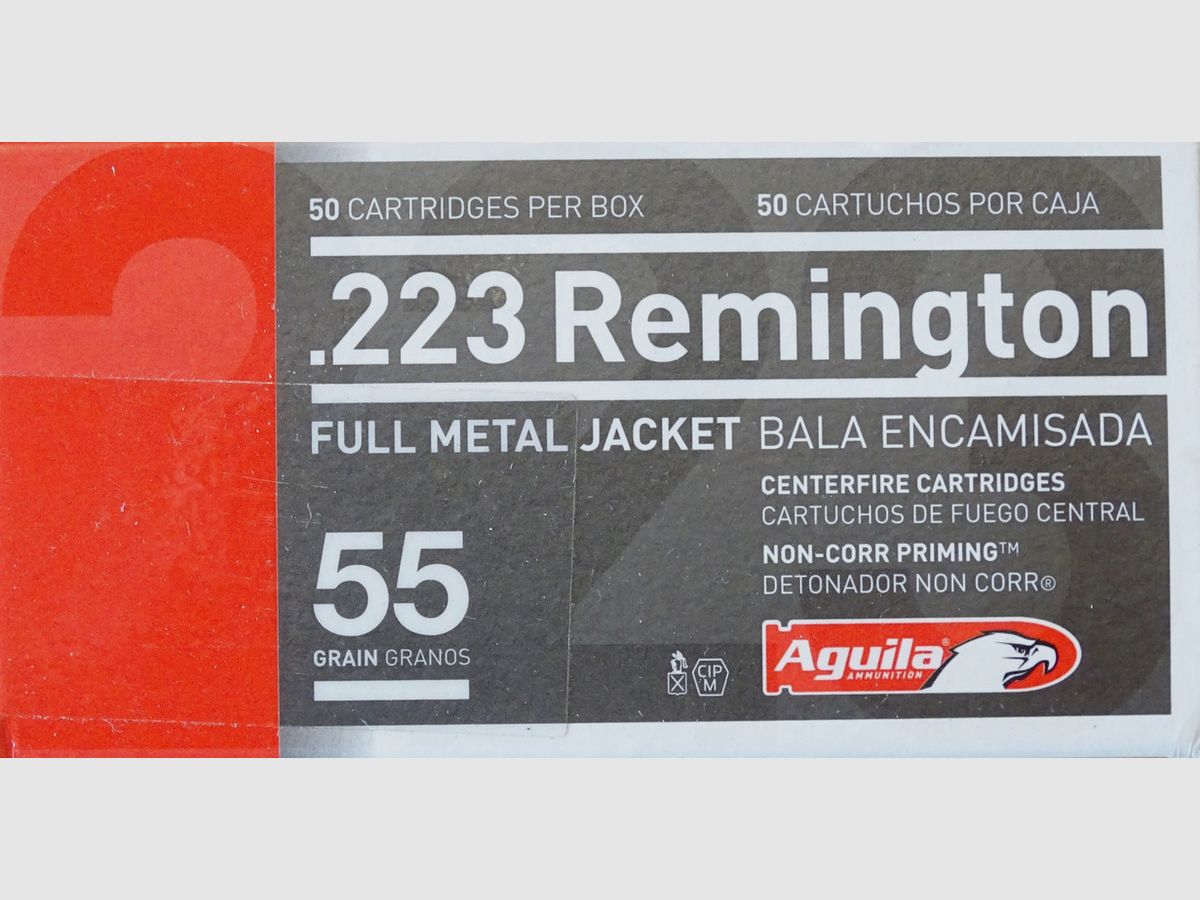 50 CARTRIDGES PER BOX 50 CARTUCHOS POR CAJA
.223 Remington
FULL METAL JACKET BALA ENCAMISADA
CENTERFIRE CARTRIDGES
CARTUCHOS DE FUEGO CENTRAL
NON-CORR PRIMING™
DETONADOR NON CORR®
55
GRAIN GRANOS
CIP
M
Aguila®
AMMUNITION